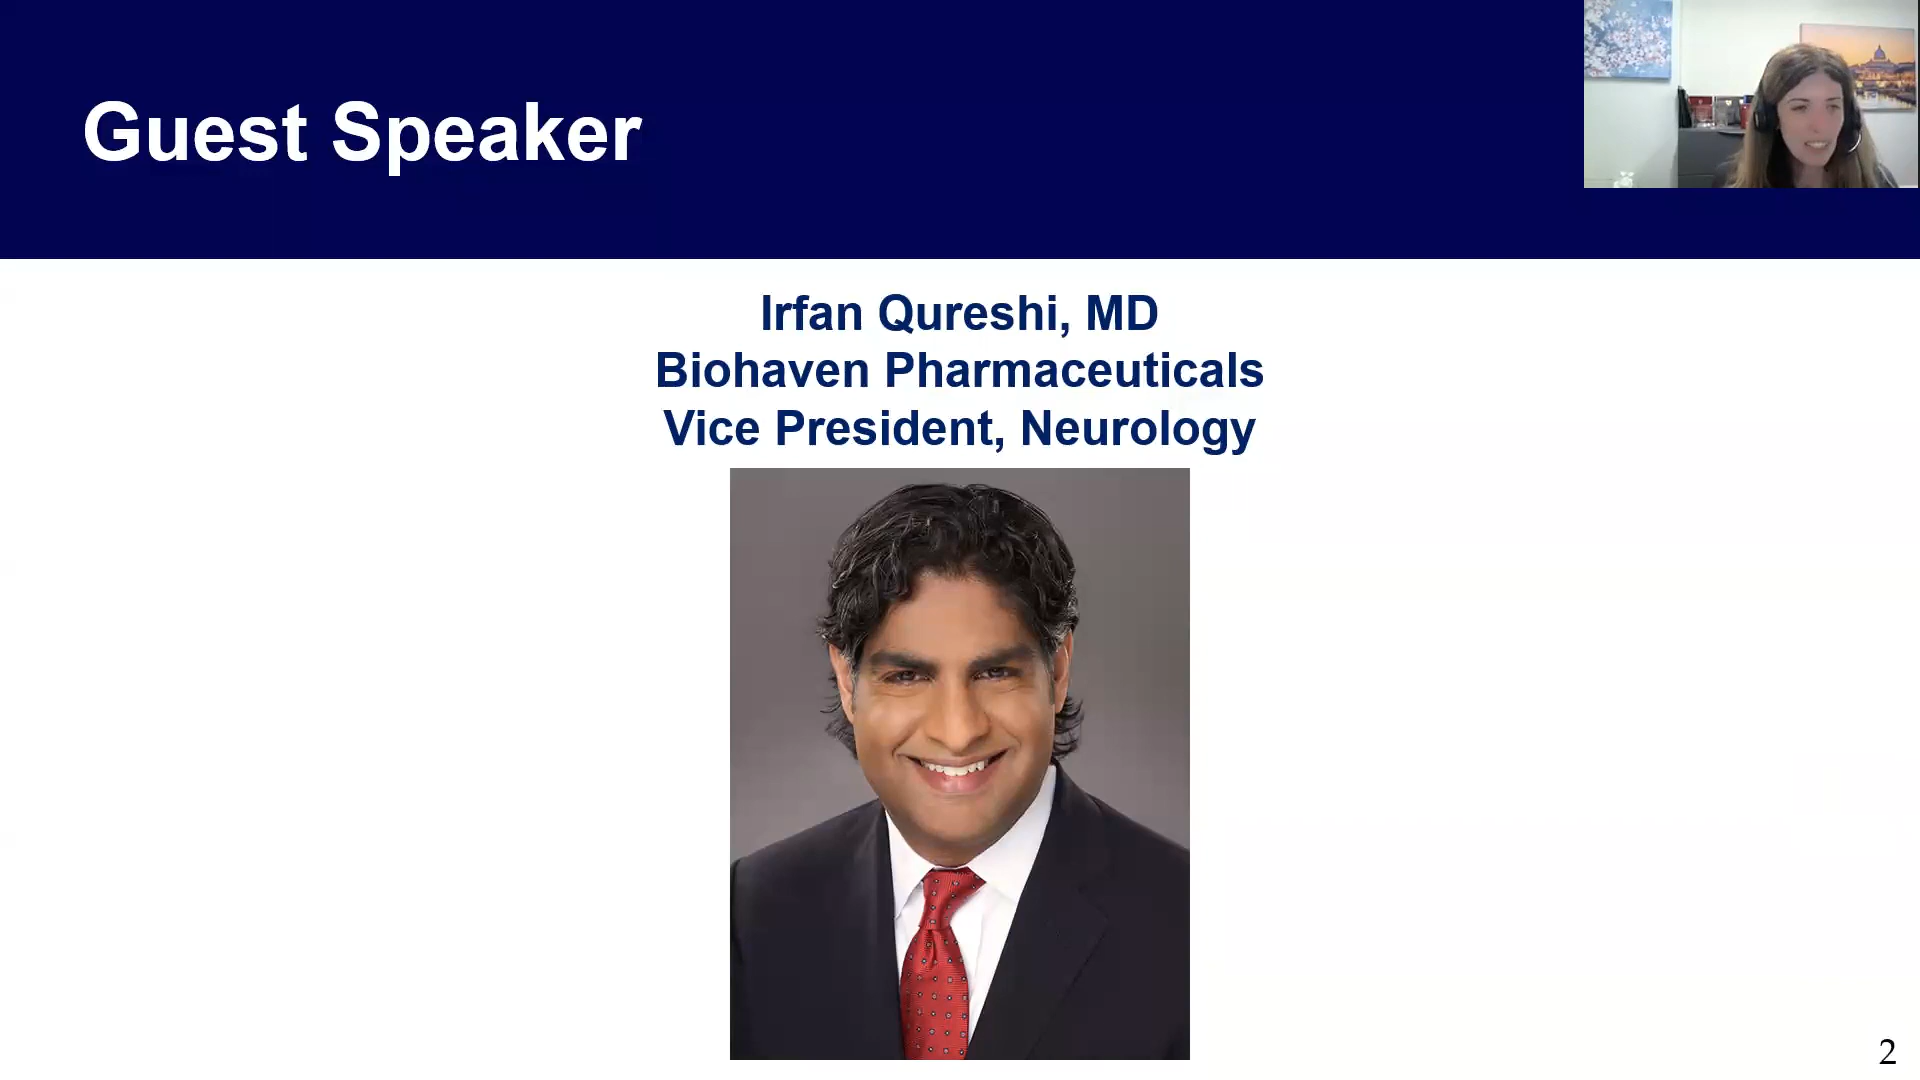 Guest Speaker
Irfan Qureshi, MD
Biohaven Pharmaceuticals
Vice President, Neurology
2